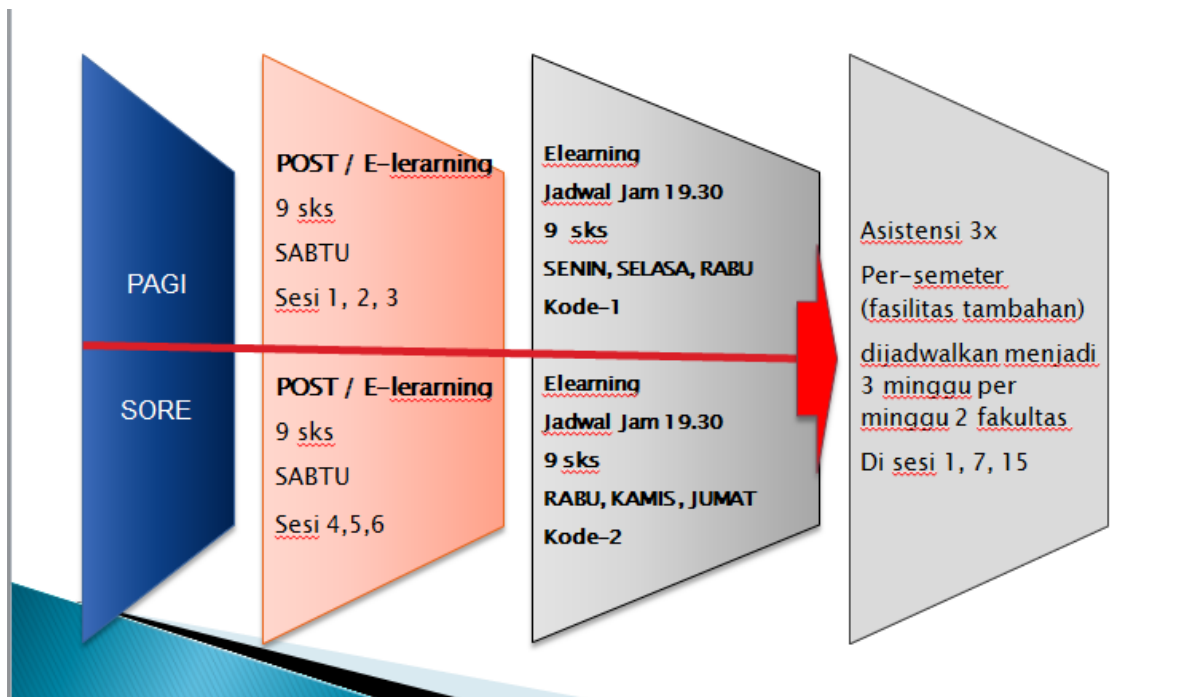 PAGI
SORE
POST / E-lerarning
9 sks
SABTU
Sesi 1, 2, 3
POST / E-lerarning
9 sks
SABTU
Sesi 4,5,6
Elearning
Jadwal Jam 19.30
9 sks
SENIN, SELASA, RABU
Kode-1
Elearning
Jadwal Jam 19.30
9 sks
RABU, KAMIS, JUMAT
Kode-2
Asistensi 3x
Per-semeter
(fasilitas tambahan)
dijadwalkan menjadi
3 minggu per
minggu 2 fakultas
Di sesi 1, 7, 15